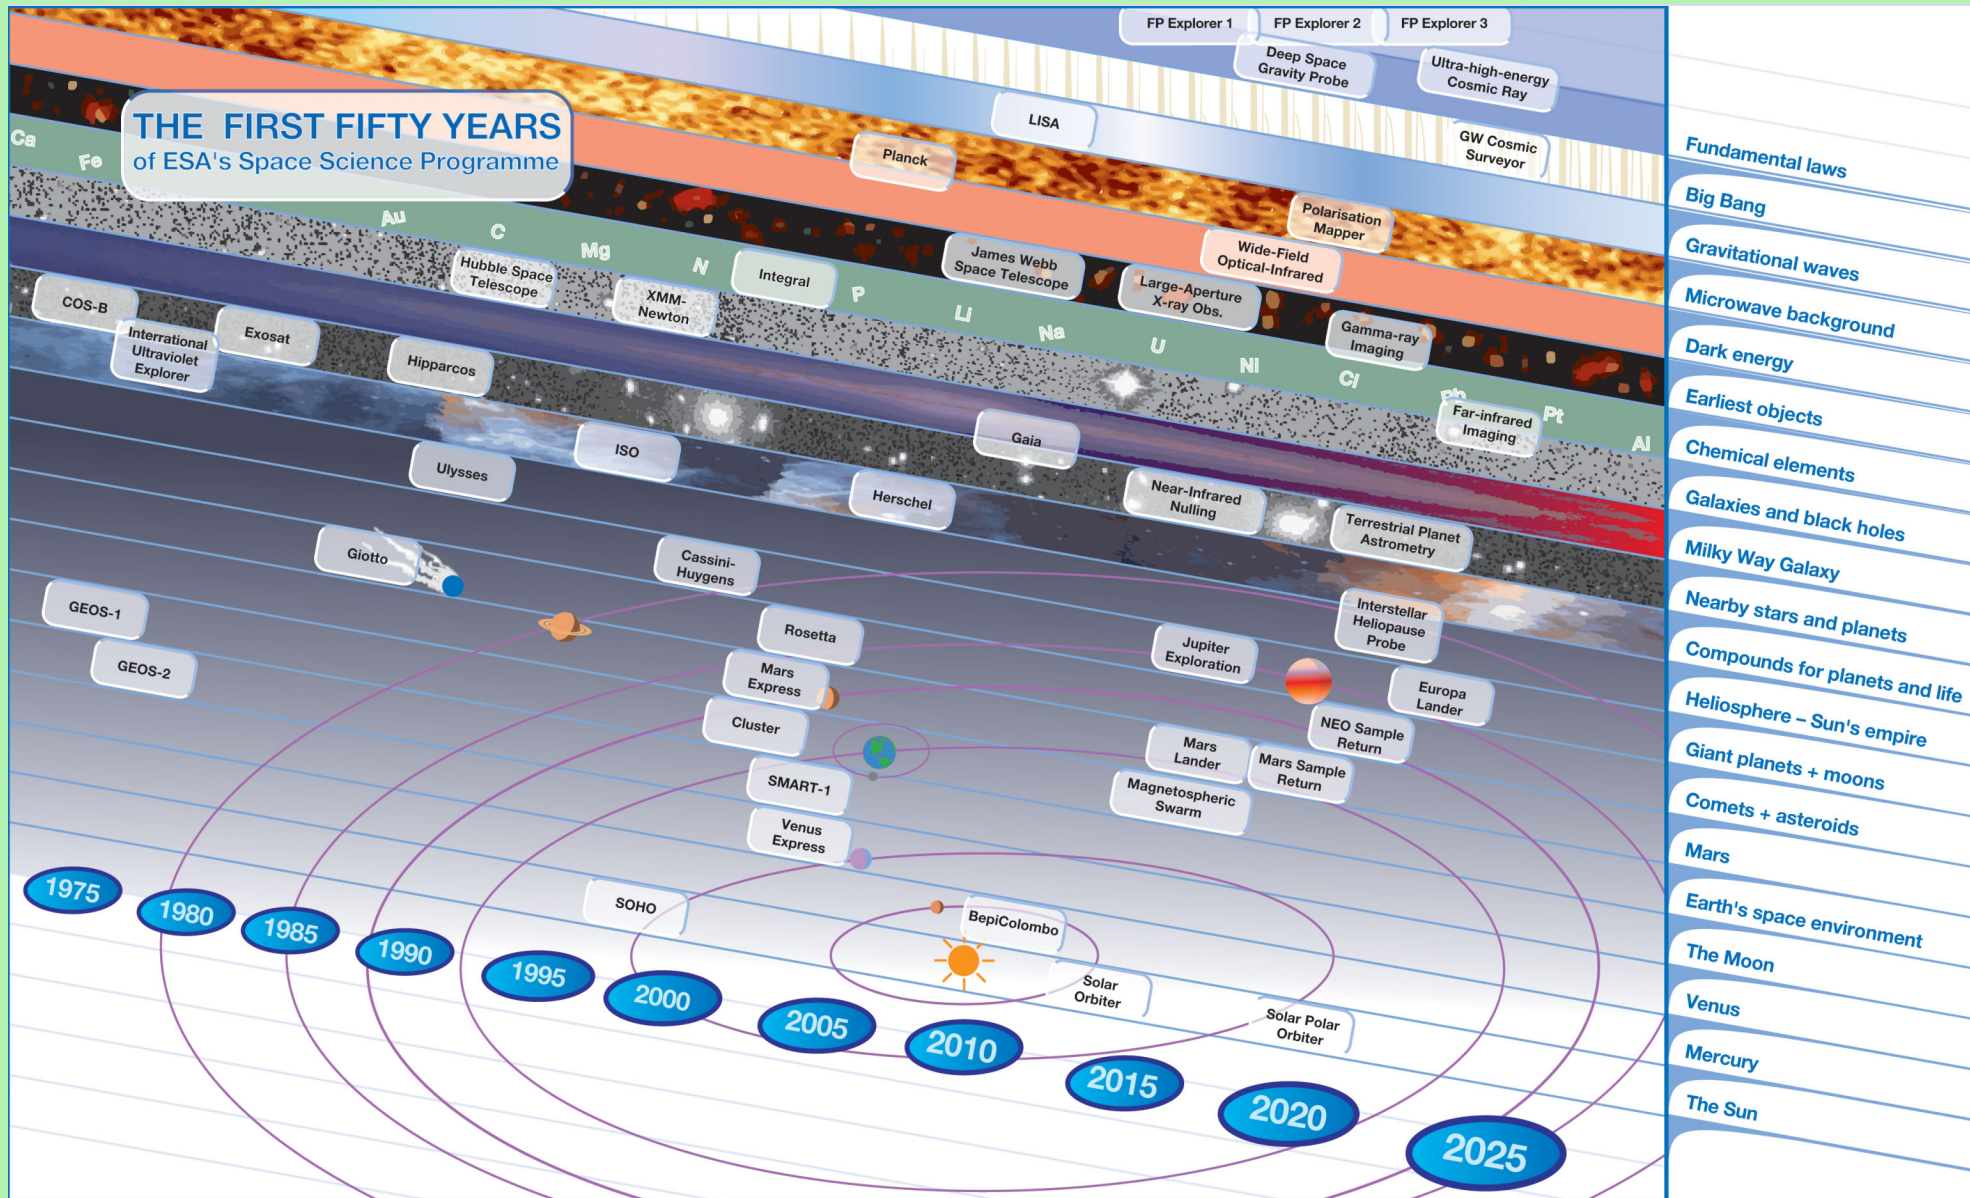 FP Explorer 1
FP Explorer 2
FP Explorer 3
Deep Space
Gravity Probe
Ultra-high-energy
Cosmic Ray
LISA
GW Cosmic
Surveyor
THE FIRST FIFTY YEARS
of ESA's Space Science Programme
Planck
Polarisation
Mapper
Wide-Field
Optical-Infrared
James Webb
Space Telescope
Large-Aperture
X-ray Obs.
Gamma-ray
Imaging
Ca
Fe
Au
C
Mg
N
Integral
P
Li
Na
U
Ni
Cl
Pb
Pt
Al
Hubble Space
Telescope
XMM-
Newton
Far-infrared
Imaging
COS-B
International
Ultraviolet
Explorer
Exosat
Hipparcos
Gaia
ISO
Ulysses
Herschel
Near-Infrared
Nulling
Terrestrial Planet
Astrometry
Giotto
Cassini-
Huygens
Interstellar
Heliopause
Probe
GEOS-1
GEOS-2
Rosetta
Jupiter
Exploration
Europa
Lander
Mars
Express
NEO Sample
Return
Cluster
Mars
Lander
Mars Sample
Return
SMART-1
Magnetospheric
Swarm
Venus
Express
SOHO
BepiColombo
Solar
Orbiter
Solar Polar
Orbiter
1975
1980
1985
1990
1995
2000
2005
2010
2015
2020
2025
Fundamental laws
Big Bang
Gravitational waves
Microwave background
Dark energy
Earliest objects
Chemical elements
Galaxies and black holes
Milky Way Galaxy
Nearby stars and planets
Compounds for planets and life
Heliosphere – Sun's empire
Giant planets + moons
Comets + asteroids
Mars
Earth's space environment
The Moon
Venus
Mercury
The Sun